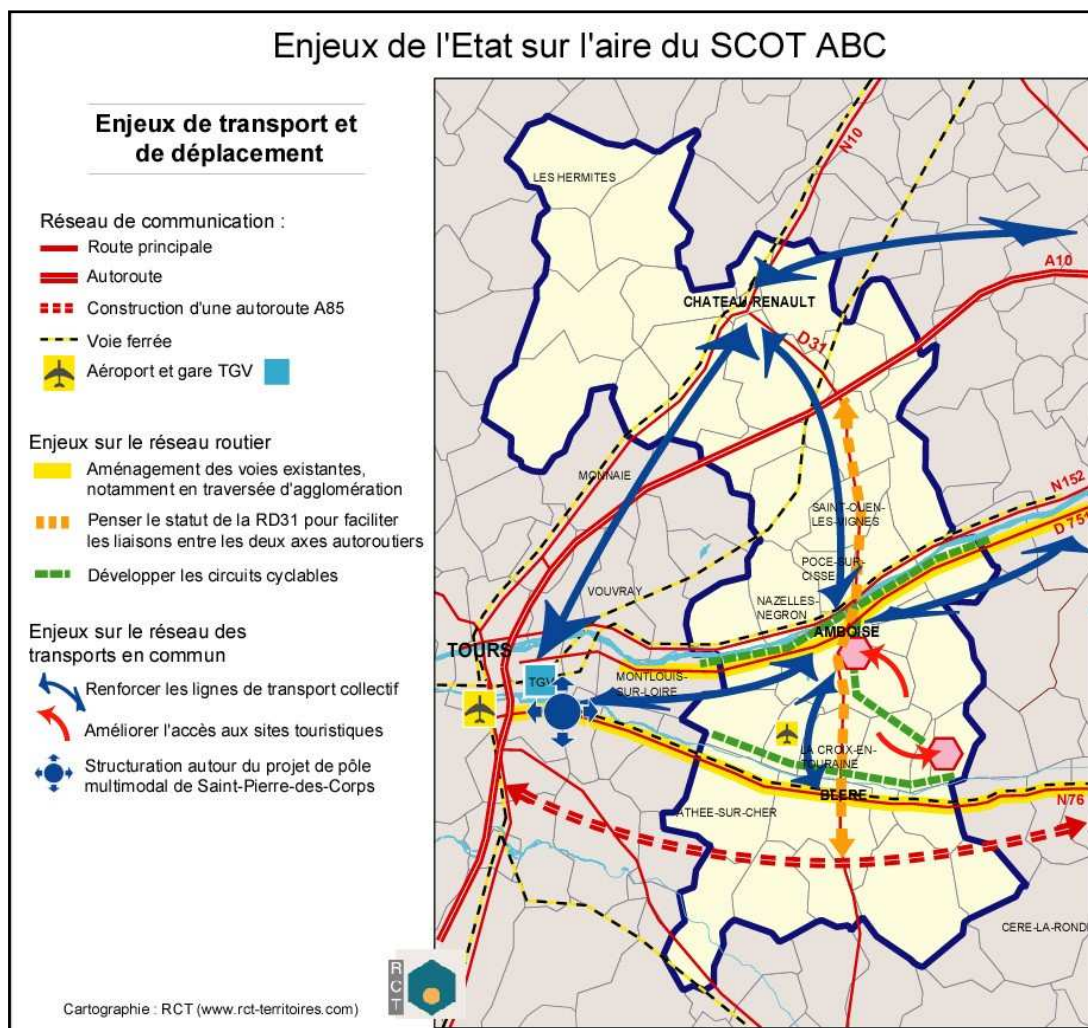 Enjeux de l'Etat sur l'aire du SCOT ABC
Enjeux de transport et
de déplacement
Réseau de communication :
Route principale
Autoroute
Construction d'une autoroute A85
Voie ferrée
Aéroport et gare TGV
Enjeux sur le réseau routier
Aménagement des voies existantes,
notamment en traversée d'agglomération
Penser le statut de la RD31 pour faciliter
les liaisons entre les deux axes autoroutiers
Développer les circuits cyclables
Enjeux sur le réseau des
transports en commun
Renforcer les lignes de transport collectif
Améliorer l'accès aux sites touristiques
Structuration autour du projet de pôle
multimodal de Saint-Pierre-des-Corps
Cartographie : RCT (www.rct-territoires.com)
RCT
N10
LES HERMITES
A10
CHATEAU-RENAULT
D31
MONNAIE
N152
SAINT-OUEN-
LES-VIGNES
D751
POCE-SUR-
CISSE
VOUVRAY
NAZELLES-
NEGRON
AMBOISE
TOURS
TGV
MONTLOUIS-
SUR-LOIRE
LA CROIX-EN-
TOURAINE
BLERE
N76
ATHEE-SUR-CHER
CERE-LA-RONDE